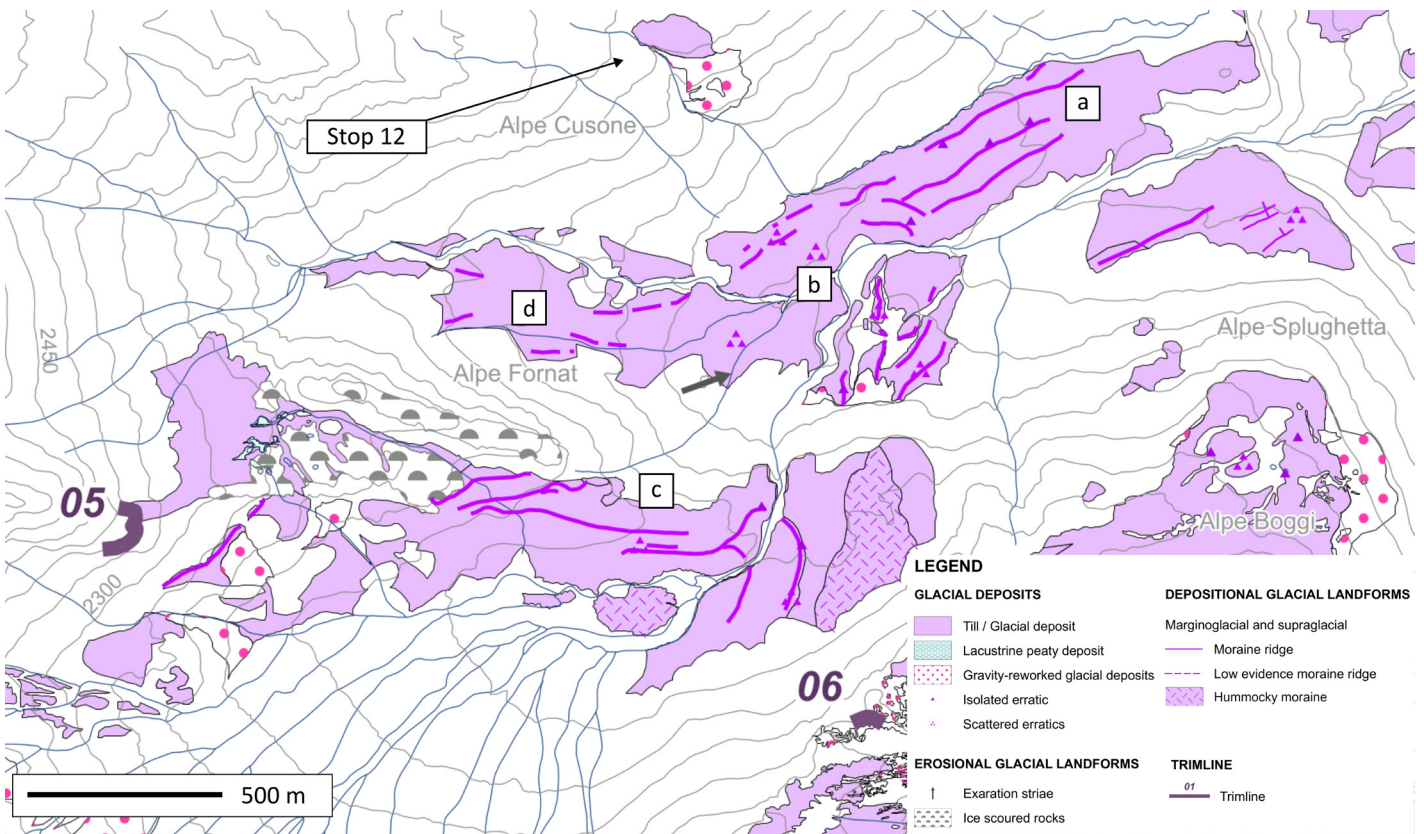 Stop 12
Alpe Cusone
a
b
d
Alpe Splughetta
2450
Alpe Fornat
c
05
2300
Alpe Boggi
06
500 m
LEGEND
GLACIAL DEPOSITS
Till / Glacial deposit
Lacustrine peaty deposit
Gravity-reworked glacial deposits
Isolated erratic
Scattered erratics
EROSIONAL GLACIAL LANDFORMS
Exaration striae
Ice scoured rocks
DEPOSITIONAL GLACIAL LANDFORMS
Marginoglacial and supraglacial
Moraine ridge
Low evidence moraine ridge
Hummocky moraine
TRIMLINE
01
Trimline